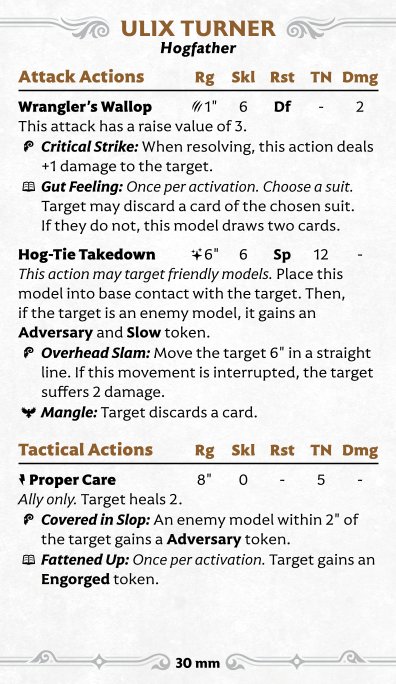 ULIX TURNER
Hogfather
Attack Actions Rg Skl Rst TN Dmg
Wrangler's Wallop 1" 6 Df - 2
This attack has a raise value of 3.
Critical Strike: When resolving, this action deals
+1 damage to the target.
Gut Feeling: Once per activation. Choose a suit.
Target may discard a card of the chosen suit.
If they do not, this model draws two cards.
Hog-Tie Takedown 6" 6 Sp 12 -
This action may target friendly models. Place this
model into base contact with the target. Then,
if the target is an enemy model, it gains an
Adversary and Slow token.
Overhead Slam: Move the target 6" in a straight
line. If this movement is interrupted, the target
suffers 2 damage.
Mangle: Target discards a card.
Tactical Actions Rg Skl Rst TN Dmg
Proper Care 8" 0 - 5 -
Ally only. Target heals 2.
Covered in Slop: An enemy model within 2" of
the target gains a Adversary token.
Fattened Up: Once per activation. Target gains an
Engorged token.
30 mm